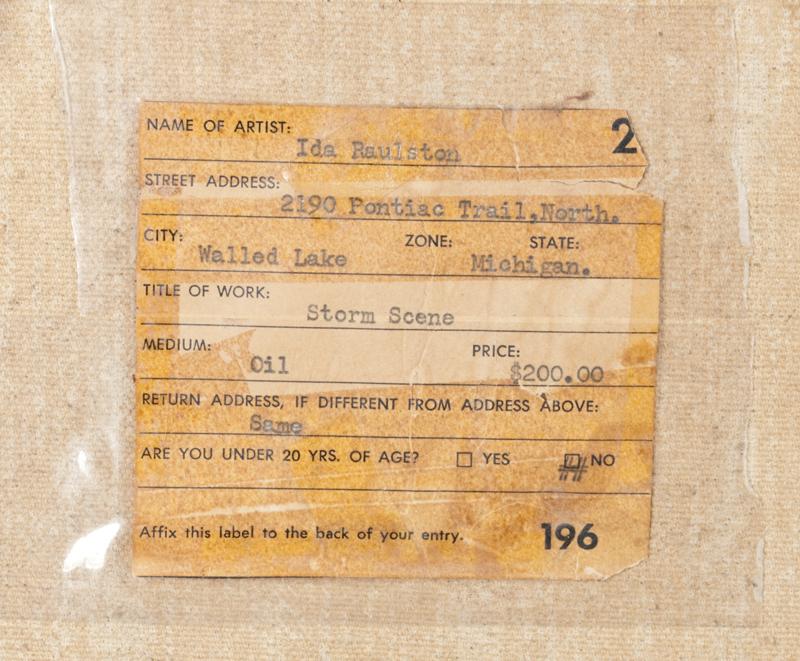 NAME OF ARTIST: 2
Ida Raulston
STREET ADDRESS:
2190 Pontiac Trail,North.
CITY: ZONE: STATE:
Walled Lake Michigan.
TITLE OF WORK:
Storm Scene
MEDIUM: PRICE:
Oil $200.00
RETURN ADDRESS, IF DIFFERENT FROM ADDRESS ABOVE:
Same
ARE YOU UNDER 20 YRS. OF AGE? YES NO
Affix this label to the back of your entry. 196